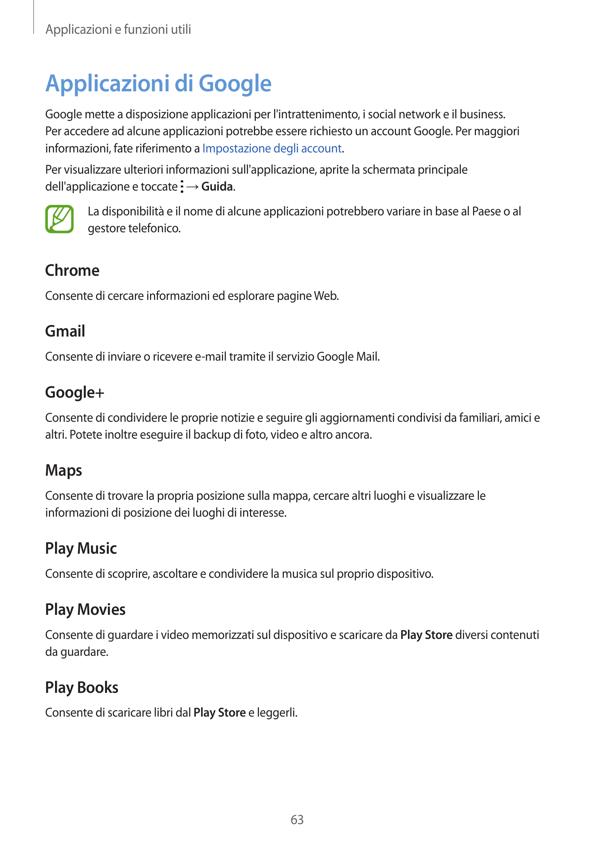 Applicazioni e funzioni utili
Applicazioni di Google
Google mette a disposizione applicazioni per l'intrattenimento, i social network e il business.
Per accedere ad alcune applicazioni potrebbe essere richiesto un account Google. Per maggiori
informazioni, fate riferimento a Impostazione degli account.
Per visualizzare ulteriori informazioni sull'applicazione, aprite la schermata principale
dell'applicazione e toccate → Guida.
La disponibilità e il nome di alcune applicazioni potrebbero variare in base al Paese o al
gestore telefonico.
Chrome
Consente di cercare informazioni ed esplorare pagine Web.
Gmail
Consente di inviare o ricevere e-mail tramite il servizio Google Mail.
Google+
Consente di condividere le proprie notizie e seguire gli aggiornamenti condivisi da familiari, amici e
altri. Potete inoltre eseguire il backup di foto, video e altro ancora.
Maps
Consente di trovare la propria posizione sulla mappa, cercare altri luoghi e visualizzare le
informazioni di posizione dei luoghi di interesse.
Play Music
Consente di scoprire, ascoltare e condividere la musica sul proprio dispositivo.
Play Movies
Consente di guardare i video memorizzati sul dispositivo e scaricare da Play Store diversi contenuti
da guardare.
Play Books
Consente di scaricare libri dal Play Store e leggerli.
63